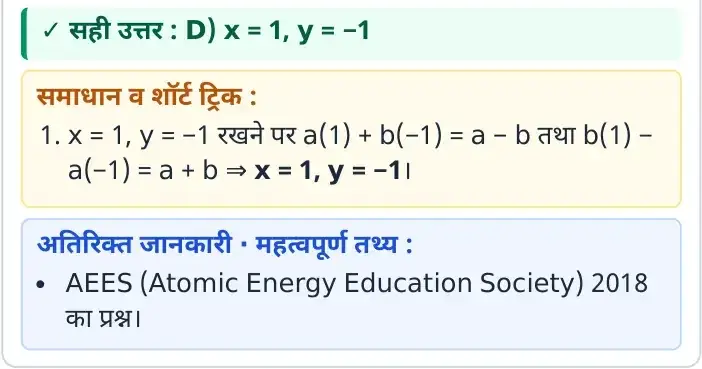 ✓ सही उत्तर : D) x = 1, y = −1
समाधान व शॉर्ट ट्रिक :
1. x = 1, y = −1 रखने पर a(1) + b(−1) = a − b तथा b(1) −
a(−1) = a + b ⇒ x = 1, y = −1।
अतिरिक्त जानकारी · महत्वपूर्ण तथ्य :
• AEES (Atomic Energy Education Society) 2018
का प्रश्न।